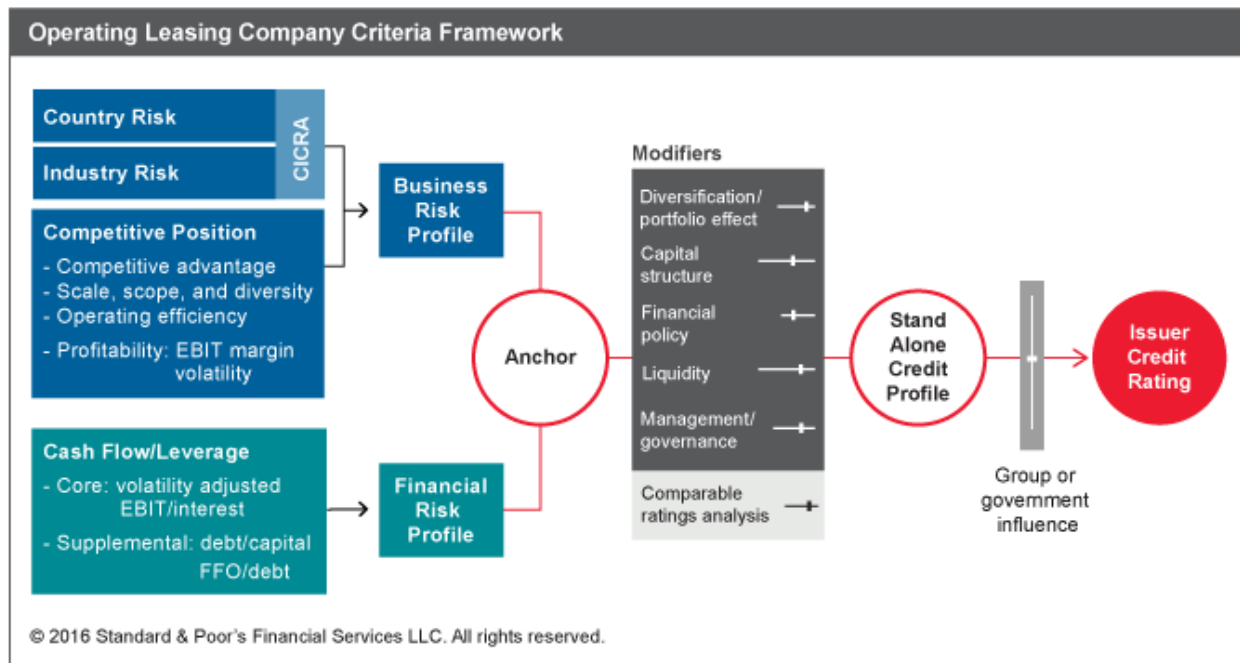 Operating Leasing Company Criteria Framework
Country Risk
Industry Risk
CICRA
Competitive Position
- Competitive advantage
- Scale, scope, and diversity
- Operating efficiency
- Profitability: EBIT margin
volatility
Business
Risk
Profile
Cash Flow/Leverage
- Core: volatility adjusted
EBIT/interest
- Supplemental: debt/capital
FFO/debt
Financial
Risk
Profile
Anchor
Modifiers
Diversification/
portfolio effect
Capital
structure
Financial
policy
Liquidity
Management/
governance
Comparable
ratings analysis
Stand
Alone
Credit
Profile
Group or
government
influence
Issuer
Credit
Rating
© 2016 Standard & Poor's Financial Services LLC. All rights reserved.